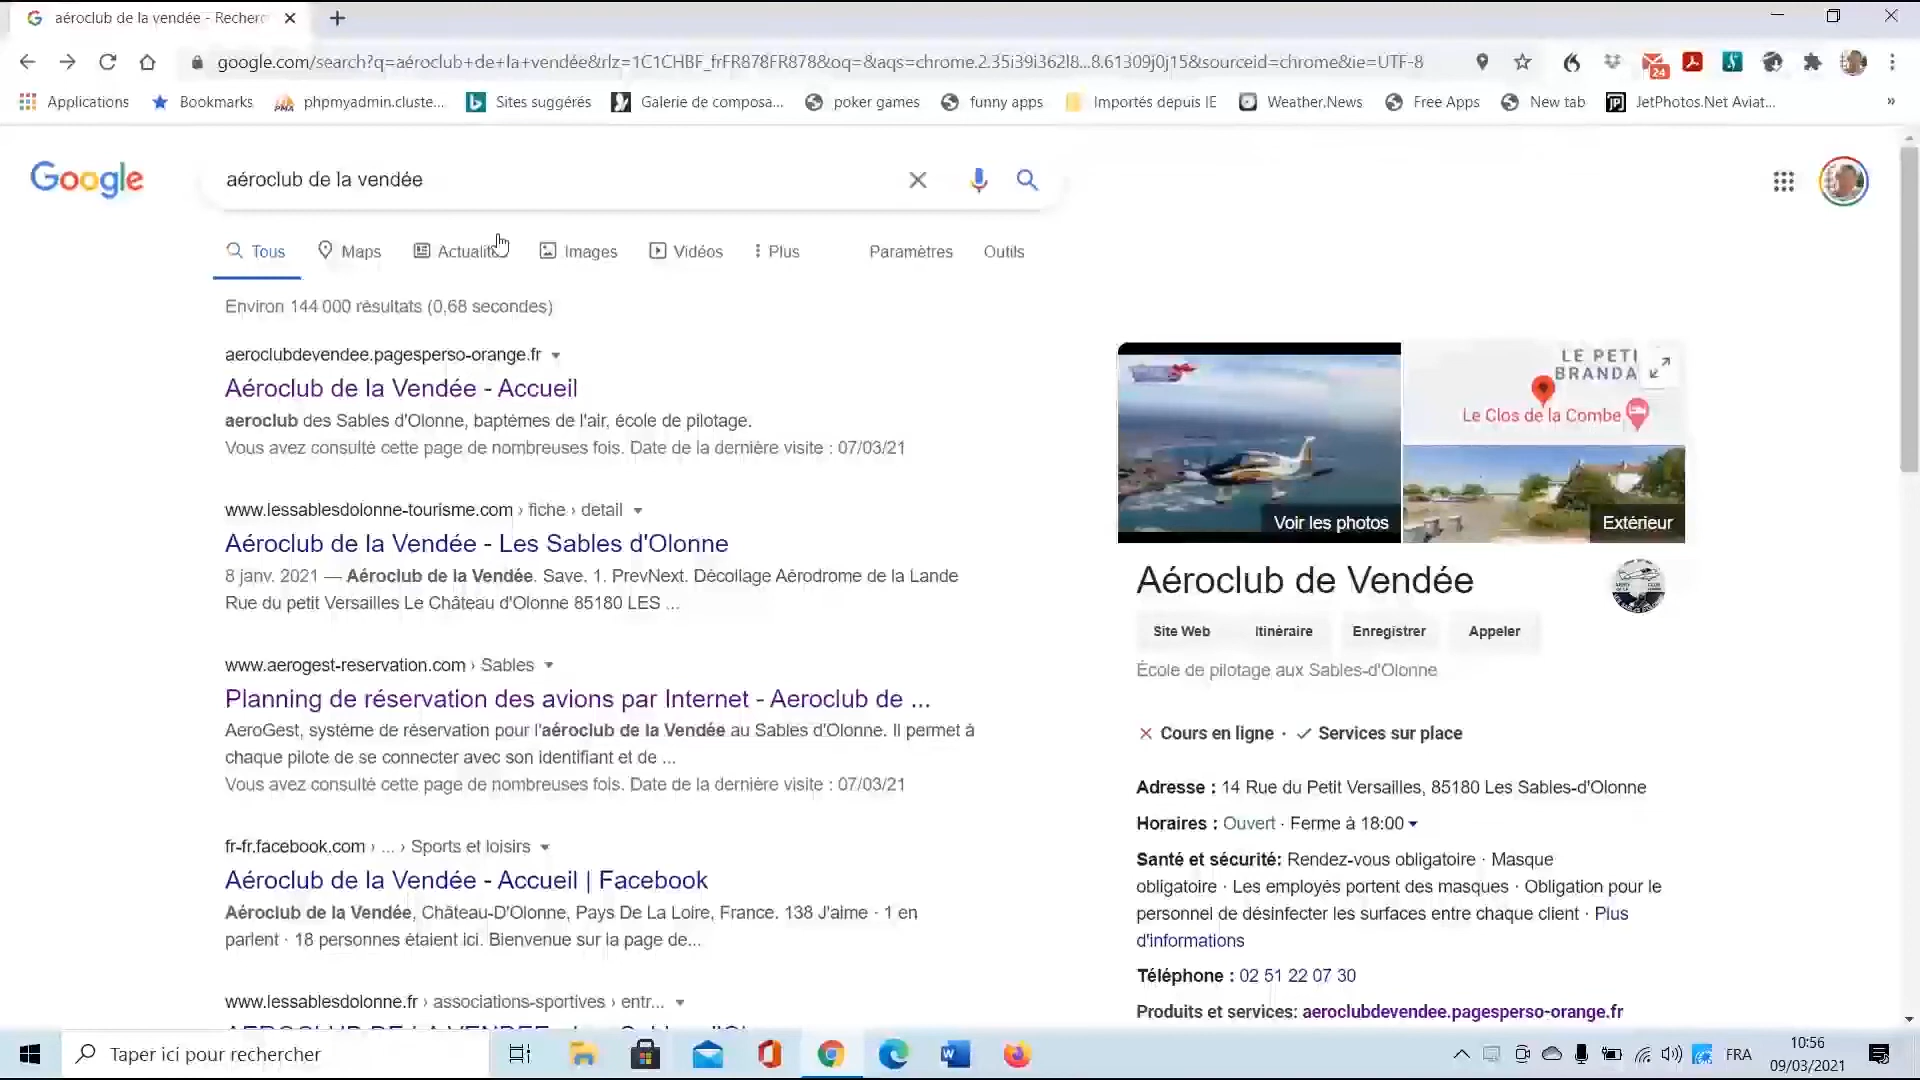 aéroclub de la vendée - Recherc
google.com/search?q=aéroclub+de+la+vendée&rlz=1C1CHBF_frFR878FR878&oq=&aqs=chrome.2.35i39i362l8...8.61309j0j15&sourceid=chrome&ie=UTF-8
24
Applications
Bookmarks
phpmyadmin.cluste...
Sites suggérés
Galerie de composa...
poker games
funny apps
Importés depuis IE
Weather,News
Free Apps
New tab
JetPhotos.Net Aviat...
»
Google
aéroclub de la vendée
Tous
Maps
Actualité
Images
Vidéos
Plus
Paramètres
Outils
Environ 144 000 résultats (0,68 secondes)
aeroclubdevendee.pagesperso-orange.fr
Aéroclub de la Vendée - Accueil
aeroclub des Sables d'Olonne, baptèmes de l'air, école de pilotage.
Vous avez consulté cette page de nombreuses fois. Date de la dernière visite : 07/03/21
www.lessablesdolonne-tourisme.com › fiche › detail
Aéroclub de la Vendée - Les Sables d'Olonne
8 janv. 2021 — Aéroclub de la Vendée. Save. 1. PrevNext. Décollage Aérodrome de la Lande
Rue du petit Versailles Le Château d'Olonne 85180 LES ...
www.aerogest-reservation.com › Sables
Planning de réservation des avions par Internet - Aeroclub de ...
AeroGest, système de réservation pour l'aéroclub de la Vendée au Sables d'Olonne. Il permet à
chaque pilote de se connecter avec son identifiant et de ...
Vous avez consulté cette page de nombreuses fois. Date de la dernière visite : 07/03/21
fr-fr.facebook.com › ... › Sports et loisirs
Aéroclub de la Vendée - Accueil | Facebook
Aéroclub de la Vendée, Château-D'Olonne, Pays De La Loire, France. 138 J'aime · 1 en
parlent · 18 personnes étaient ici. Bienvenue sur la page de...
www.lessablesdolonne.fr › associations-sportives › entr...
LE PETI
BRANDA
Le Clos de la Combe
Voir les photos
Extérieur
Aéroclub de Vendée
Site Web
Itinéraire
Enregistrer
Appeler
École de pilotage aux Sables-d'Olonne
Cours en ligne · ✓ Services sur place
Adresse : 14 Rue du Petit Versailles, 85180 Les Sables-d'Olonne
Horaires : Ouvert · Ferme à 18:00
Santé et sécurité: Rendez-vous obligatoire · Masque
obligatoire · Les employés portent des masques · Obligation pour le
personnel de désinfecter les surfaces entre chaque client · Plus
d'informations
Téléphone : 02 51 22 07 30
Produits et services: aeroclubdevendee.pagesperso-orange.fr
Taper ici pour rechercher
FRA
10:56
09/03/2021